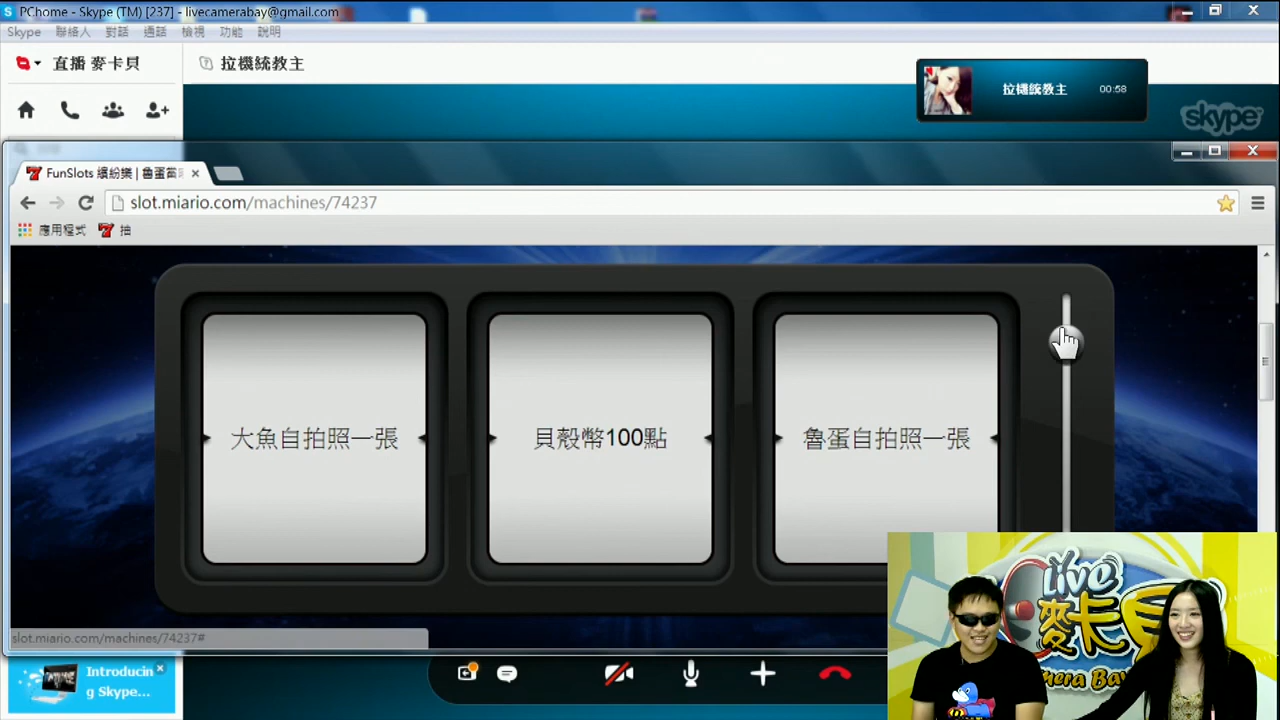 PChome - Skype (TM) [237] - livecamerabay@gmail.com
Skype 聯絡人 對話 通話 檢視 功能 說明
直播 麥卡貝
拉機統教主
拉機統教主 00:58
skype
FunSlots 繽紛樂 | 魯蛋當
slot.miario.com/machines/74237
應用程式 抽
大魚自拍照一張
貝殼幣100點
魯蛋自拍照一張
slot.miario.com/machines/74237#
Introducin
g Skype...
Live
麥卡貝
mera Bay